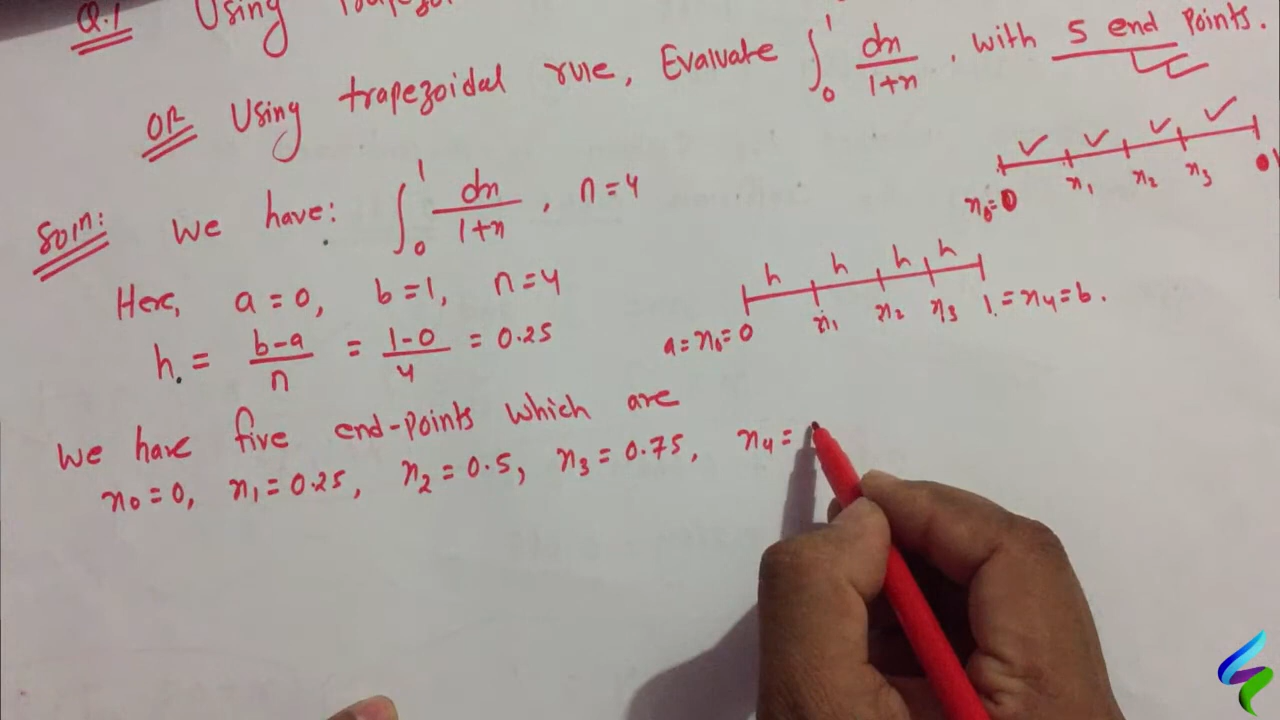 Q.1 Using
OR Using trapezoidal rule, Evaluate ∫₀¹ dx/1+x, with 5 end points.
x₀=0 x₁ x₂ x₃
Soln: We have: ∫₀¹ dx/1+x, n=4
Here, a=0, b=1, n=4
h h h h
a=x₀=0 x₁ x₂ x₃ 1=x₄=b.
h = b-a/n = 1-0/4 = 0.25
We have five end-points which are
x₀=0, x₁=0.25, x₂=0.5, x₃=0.75, x₄=